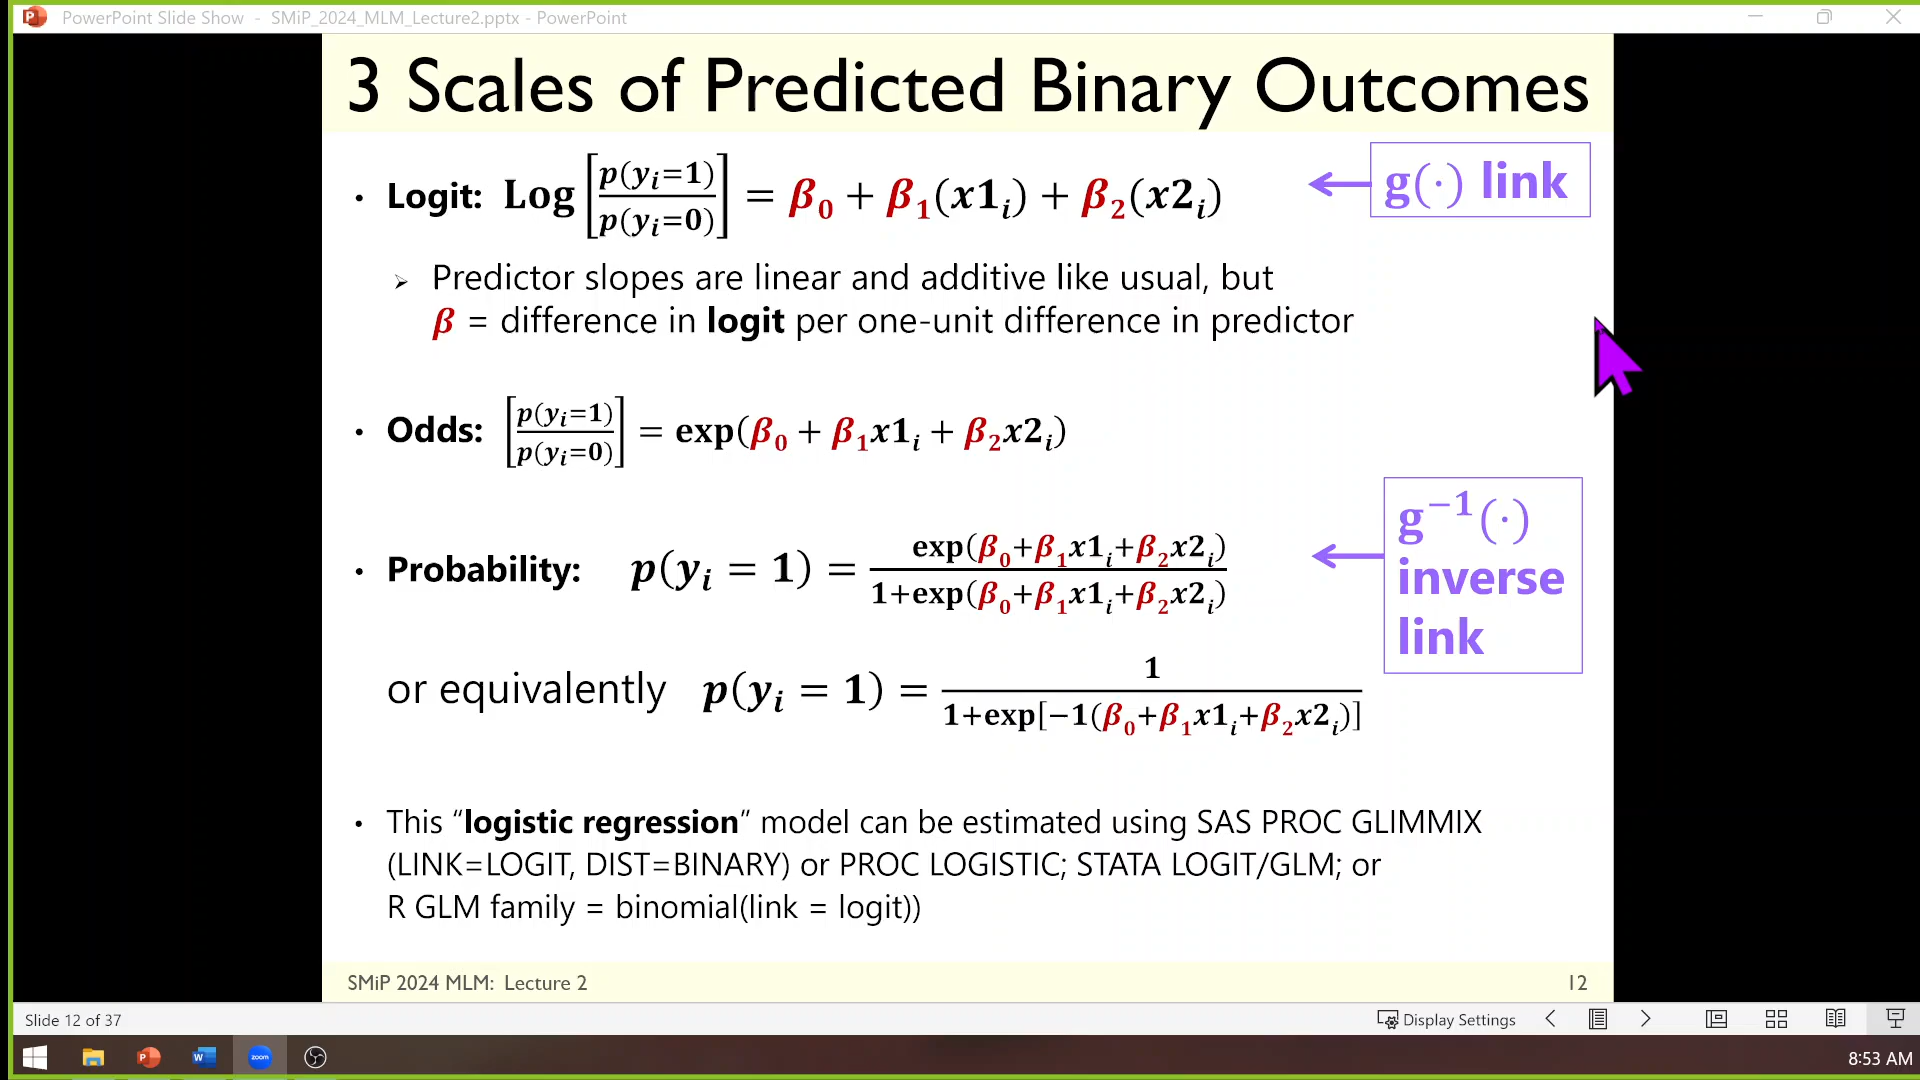 PowerPoint Slide Show - SMiP_2024_MLM_Lecture2.pptx - PowerPoint
3 Scales of Predicted Binary Outcomes
• Logit: Log[p(yᵢ=1)/p(yᵢ=0)] = β₀ + β₁(x1ᵢ) + β₂(x2ᵢ)
g(·) link
➢ Predictor slopes are linear and additive like usual, but
β = difference in logit per one-unit difference in predictor
• Odds: [p(yᵢ=1)/p(yᵢ=0)] = exp(β₀ + β₁x1ᵢ + β₂x2ᵢ)
• Probability: p(yᵢ = 1) = exp(β₀+β₁x1ᵢ+β₂x2ᵢ)/1+exp(β₀+β₁x1ᵢ+β₂x2ᵢ)
g⁻¹(·)
inverse
link
or equivalently p(yᵢ = 1) = 1/1+exp[−1(β₀+β₁x1ᵢ+β₂x2ᵢ)]
• This “logistic regression” model can be estimated using SAS PROC GLIMMIX
(LINK=LOGIT, DIST=BINARY) or PROC LOGISTIC; STATA LOGIT/GLM; or
R GLM family = binomial(link = logit))
SMiP 2024 MLM: Lecture 2
12
Slide 12 of 37
Display Settings
zoom
8:53 AM